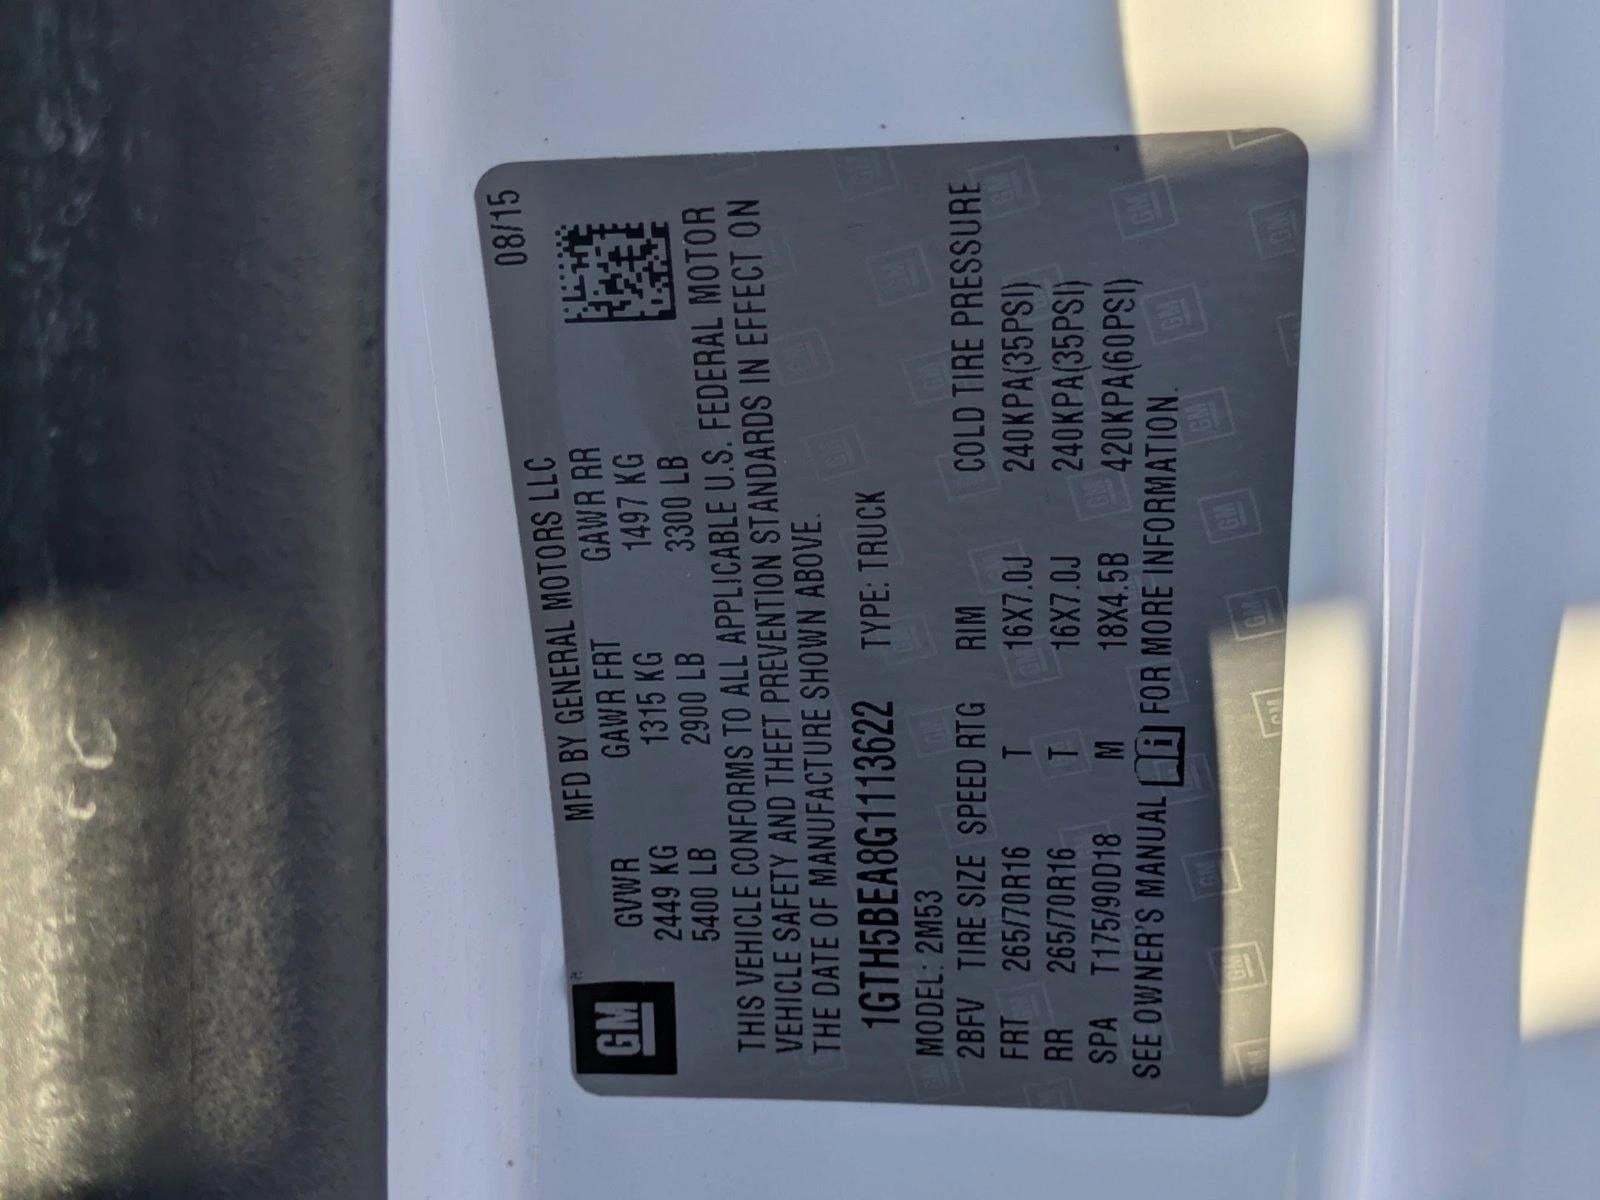 08/15
MFD BY GENERAL MOTORS LLC
GM
GVWR GAWR FRT GAWR RR
2449 KG 1315 KG 1497 KG
5400 LB 2900 LB 3300 LB
THIS VEHICLE CONFORMS TO ALL APPLICABLE U.S. FEDERAL MOTOR
VEHICLE SAFETY AND THEFT PREVENTION STANDARDS IN EFFECT ON
THE DATE OF MANUFACTURE SHOWN ABOVE.
1GTH5BEA8G1113622 TYPE: TRUCK
MODEL: 2M53
2BFV TIRE SIZE SPEED RTG RIM COLD TIRE PRESSURE
FRT 265/70R16 T 16X7.0J 240KPA(35PSI)
RR 265/70R16 T 16X7.0J 240KPA(35PSI)
SPA T175/90D18 M 18X4.5B 420KPA(60PSI)
SEE OWNER'S MANUAL i FOR MORE INFORMATION.